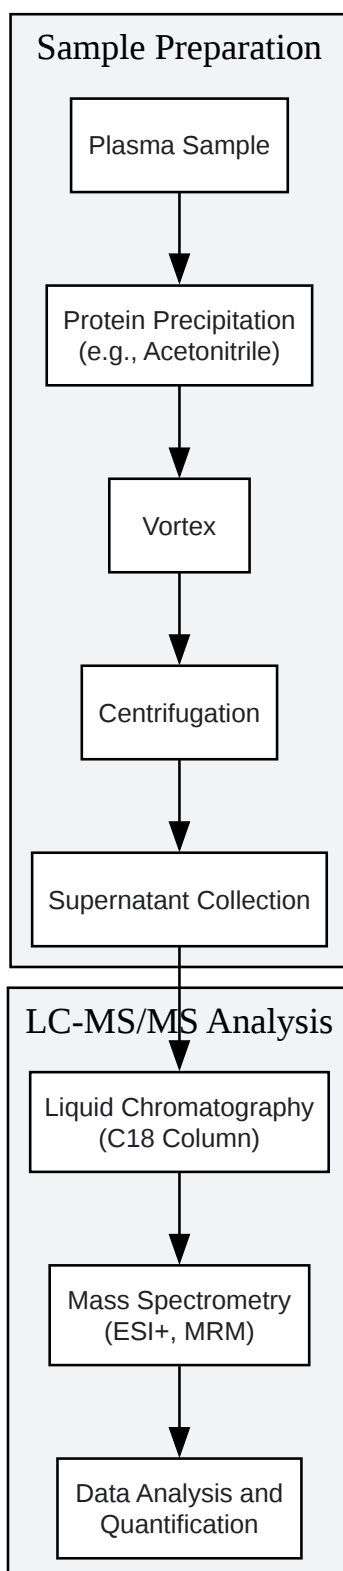 Sample Preparation
Plasma Sample
Protein Precipitation
(e.g., Acetonitrile)
Vortex
Centrifugation
Supernatant Collection
LC-MS/MS Analysis
Liquid Chromatography
(C18 Column)
Mass Spectrometry
(ESI+, MRM)
Data Analysis and
Quantification